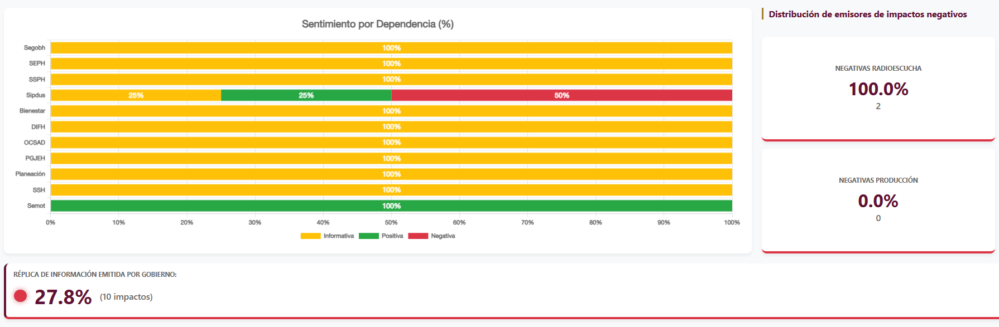 Sentimiento por Dependencia (%)
Segobh 100%
SEPH 100%
SSPH 100%
Sipdus 25% 25% 50%
Bienestar 100%
DIFH 100%
OCSAD 100%
PGJEH 100%
Planeación 100%
SSH 100%
Semot 100%
0% 10% 20% 30% 40% 50% 60% 70% 80% 90% 100%
Informativa Positiva Negativa
Distribución de emisores de impactos negativos
NEGATIVAS RADIOESCUCHA
100.0%
2
NEGATIVAS PRODUCCIÓN
0.0%
0
RÉPLICA DE INFORMACIÓN EMITIDA POR GOBIERNO:
27.8% (10 impactos)